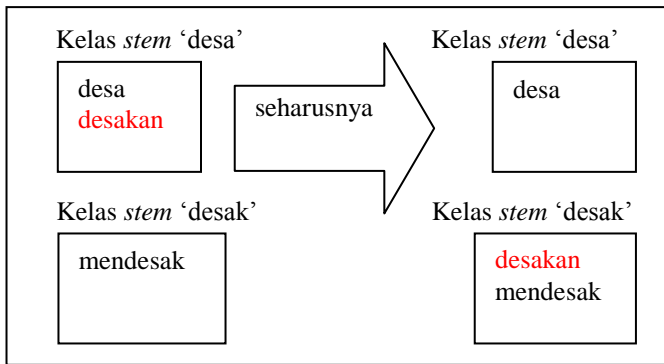 Kelas stem ‘desa’
desa
desakan
Kelas stem ‘desak’
mendesak
seharusnya
Kelas stem ‘desa’
desa
Kelas stem ‘desak’
desakan
mendesak